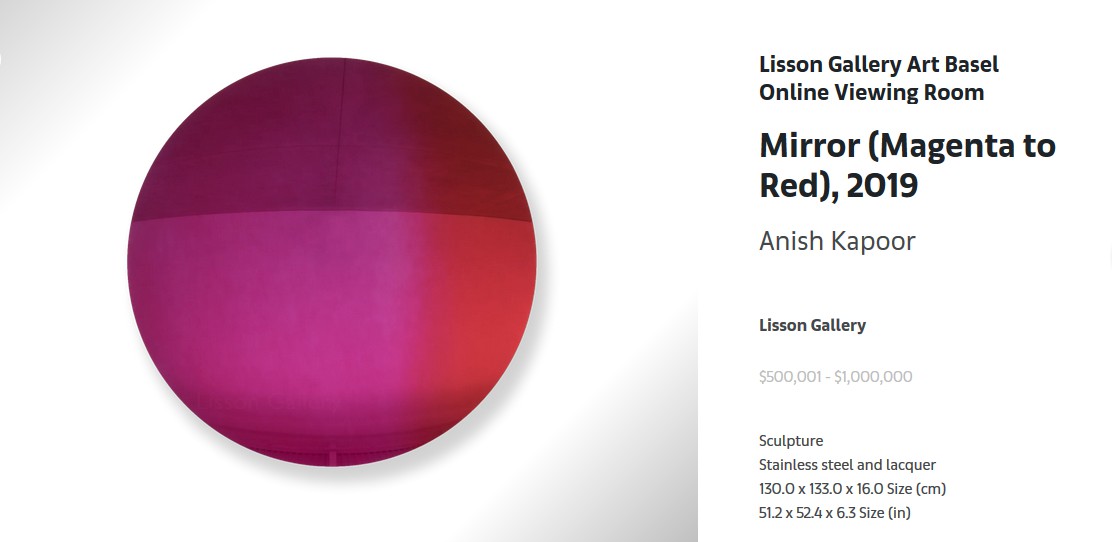 Lisson Gallery Art Basel
Online Viewing Room
Mirror (Magenta to
Red), 2019
Anish Kapoor
Lisson Gallery
$500,001 - $1,000,000
Sculpture
Stainless steel and lacquer
130.0 x 133.0 x 16.0 Size (cm)
51.2 x 52.4 x 6.3 Size (in)